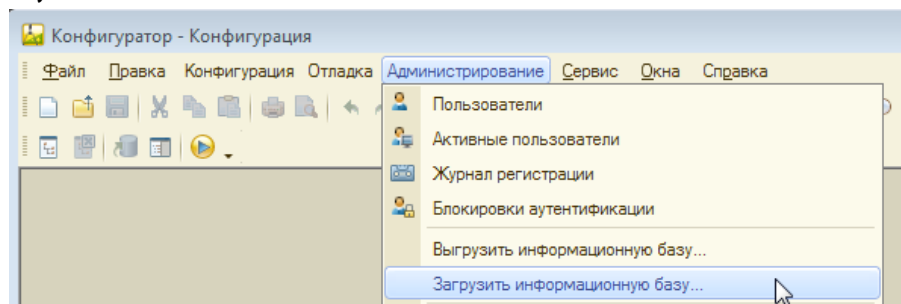 Конфигуратор - Конфигурация
Файл Правка Конфигурация Отладка Администрирование Сервис Окна Справка
Пользователи
Активные пользователи
Журнал регистрации
Блокировки аутентификации
Выгрузить информационную базу...
Загрузить информационную базу...